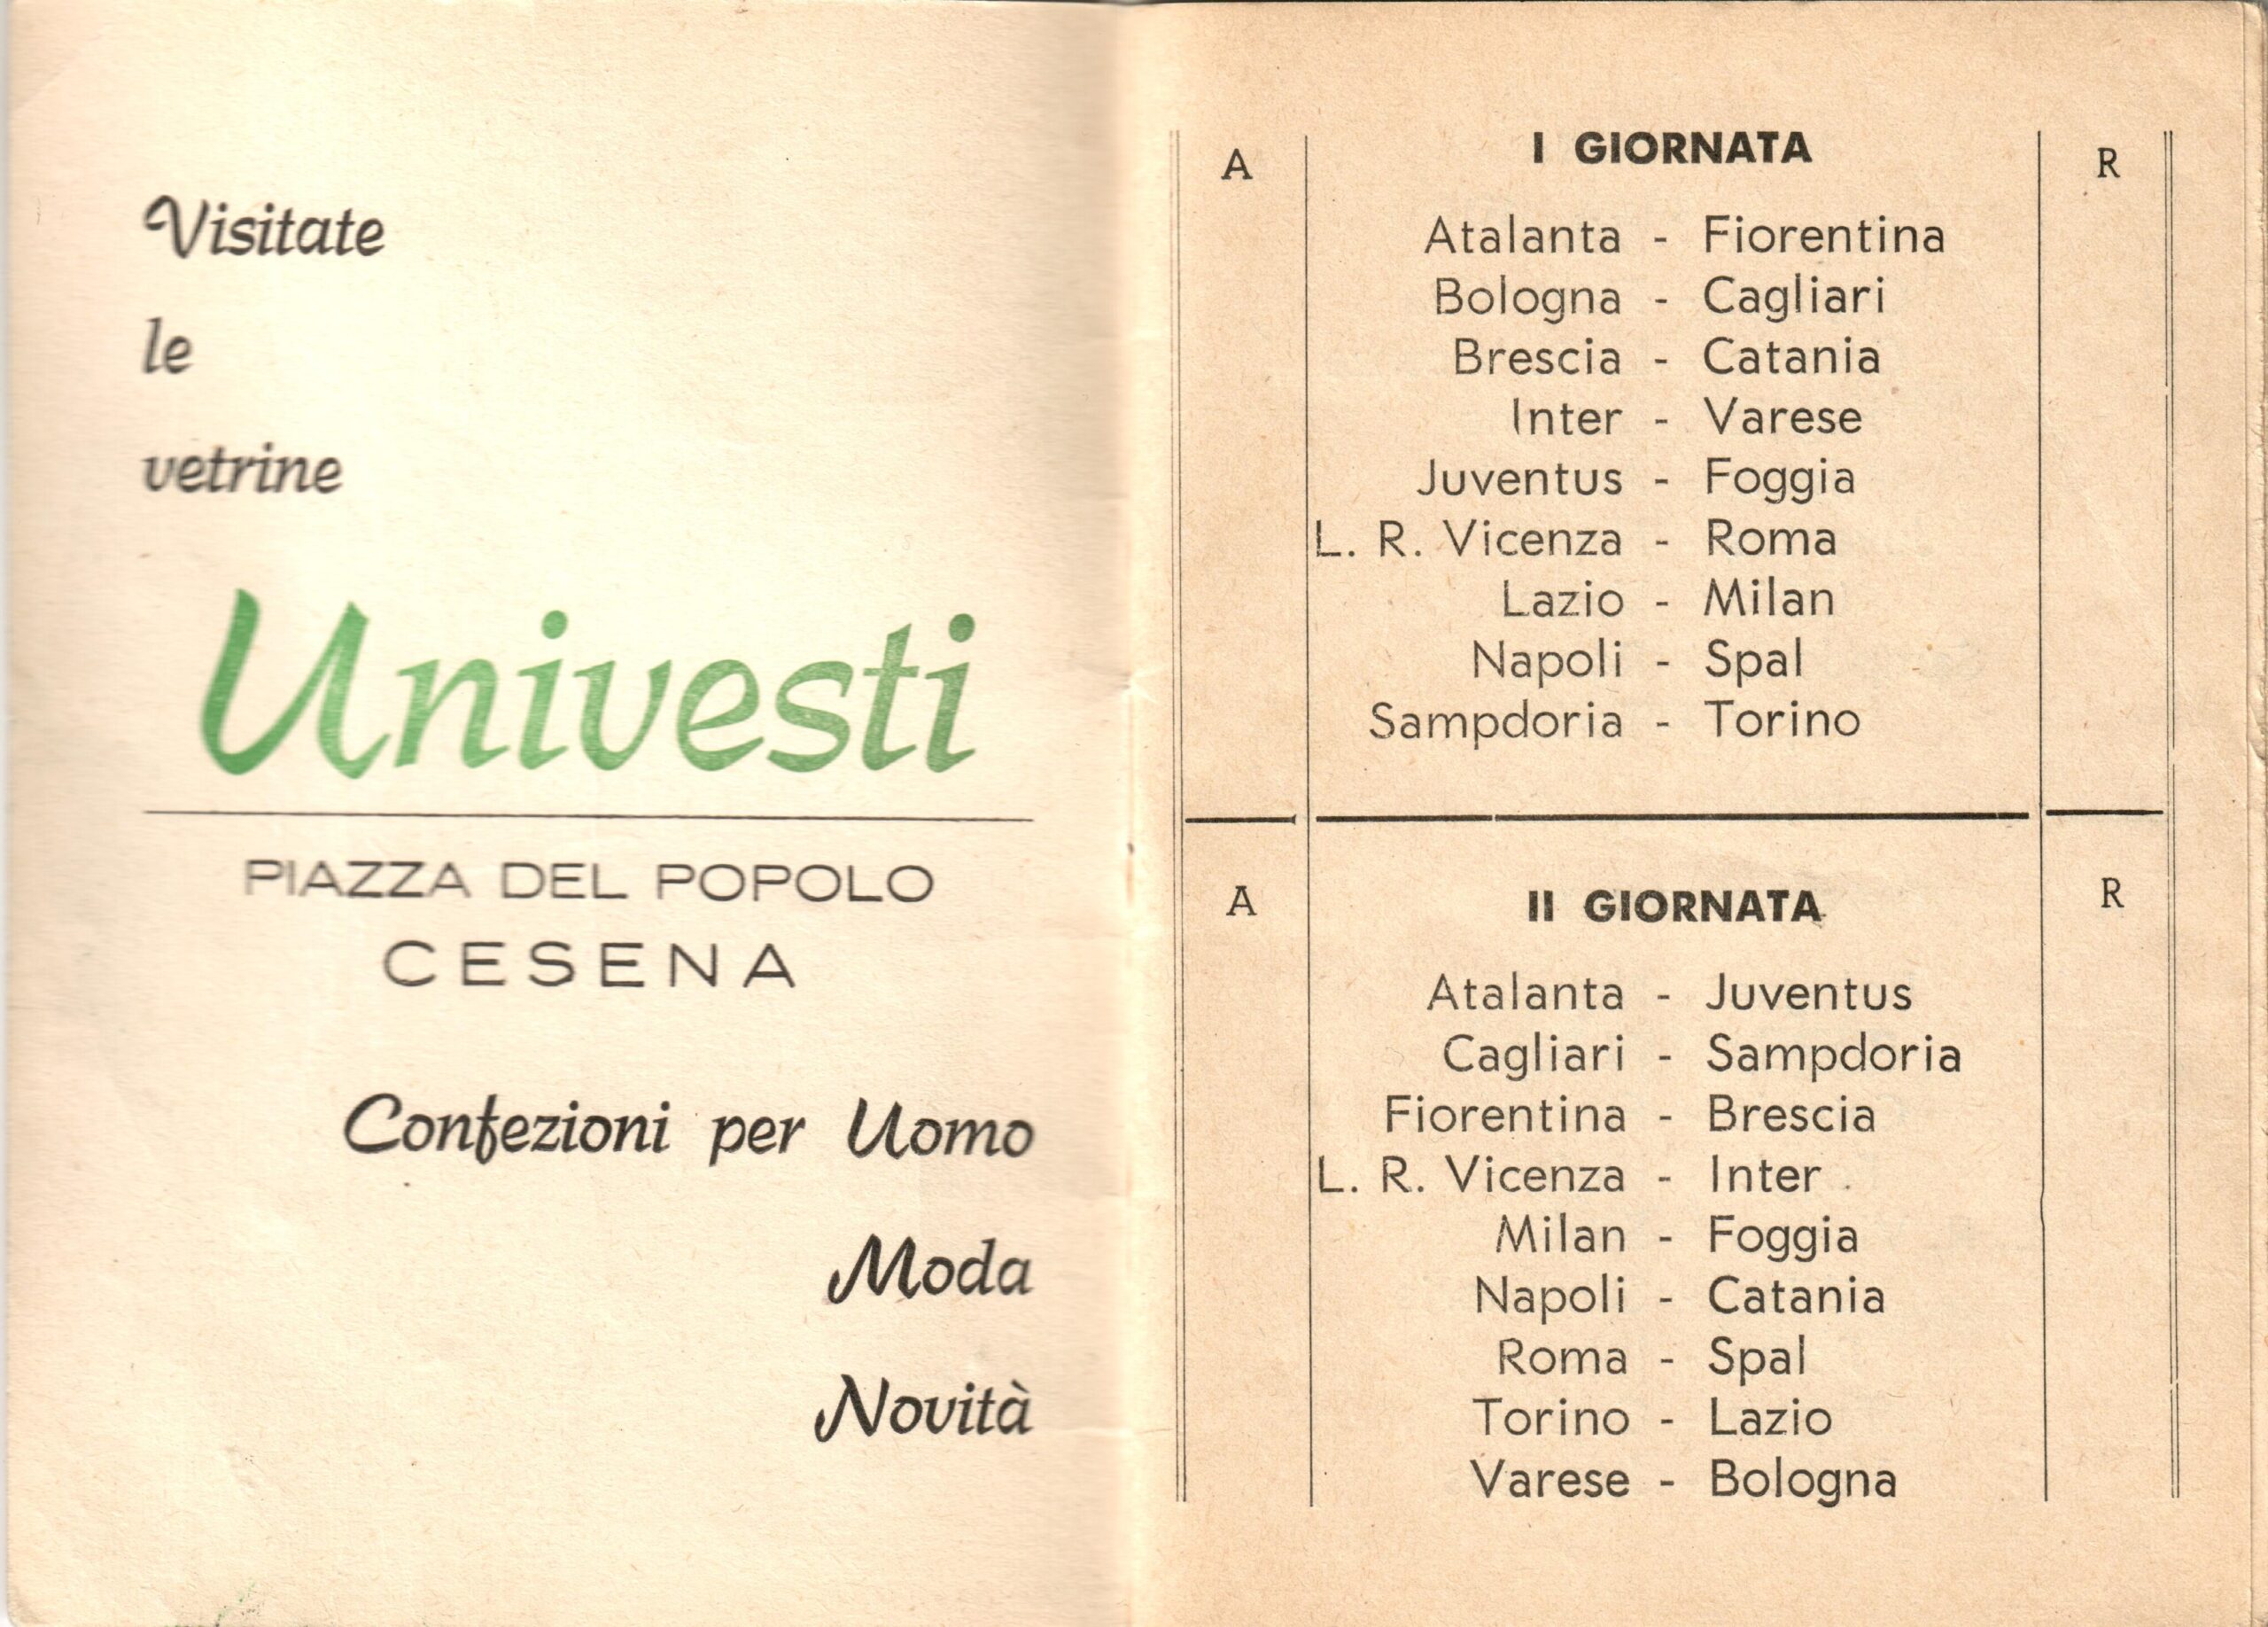 Visitate
le
vetrine
Univesti
PIAZZA DEL POPOLO
CESENA
Confezioni per Uomo
Moda
Novità
A I GIORNATA R
Atalanta - Fiorentina
Bologna - Cagliari
Brescia - Catania
Inter - Varese
Juventus - Foggia
L. R. Vicenza - Roma
Lazio - Milan
Napoli - Spal
Sampdoria - Torino
A II GIORNATA R
Atalanta - Juventus
Cagliari - Sampdoria
Fiorentina - Brescia
L. R. Vicenza - Inter
Milan - Foggia
Napoli - Catania
Roma - Spal
Torino - Lazio
Varese - Bologna